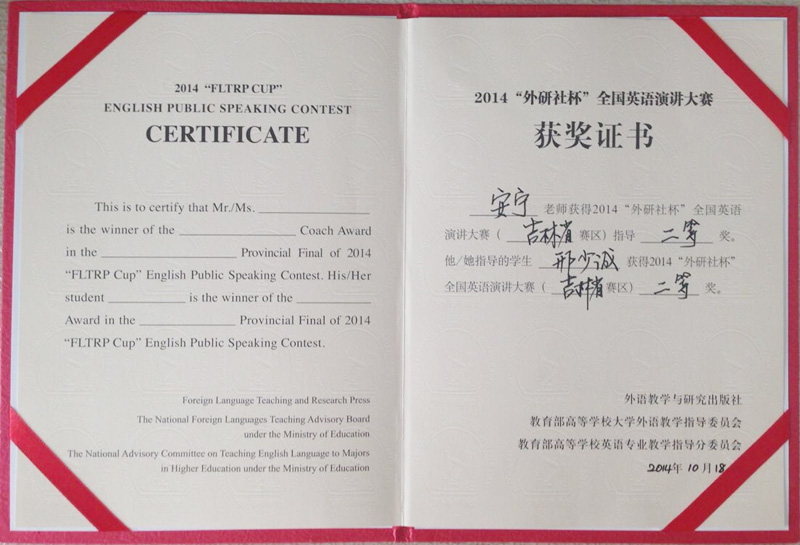 2014 “FLTRP CUP”
ENGLISH PUBLIC SPEAKING CONTEST
CERTIFICATE
This is to certify that Mr./Ms. ____________________
is the winner of the ____________________ Coach Award
in the ____________________ Provincial Final of 2014
“FLTRP Cup” English Public Speaking Contest. His/Her
student ____________ is the winner of the ____________
Award in the ______________ Provincial Final of 2014
“FLTRP Cup” English Public Speaking Contest.
Foreign Language Teaching and Research Press
The National Foreign Languages Teaching Advisory Board
under the Ministry of Education
The National Advisory Committee on Teaching English Language to Majors
in Higher Education under the Ministry of Education
2014 “外研社杯” 全国英语演讲大赛
获奖证书
安宁 老师获得2014 “外研社杯” 全国英语
演讲大赛（ 吉林省 赛区）指导 二等 奖。
他/她指导的学生 邢少诚 获得2014 “外研社杯”
全国英语演讲大赛（ 吉林省 赛区） 二等 奖。
外语教学与研究出版社
教育部高等学校大学外语教学指导委员会
教育部高等学校英语专业教学指导分委员会
2014年 10月18